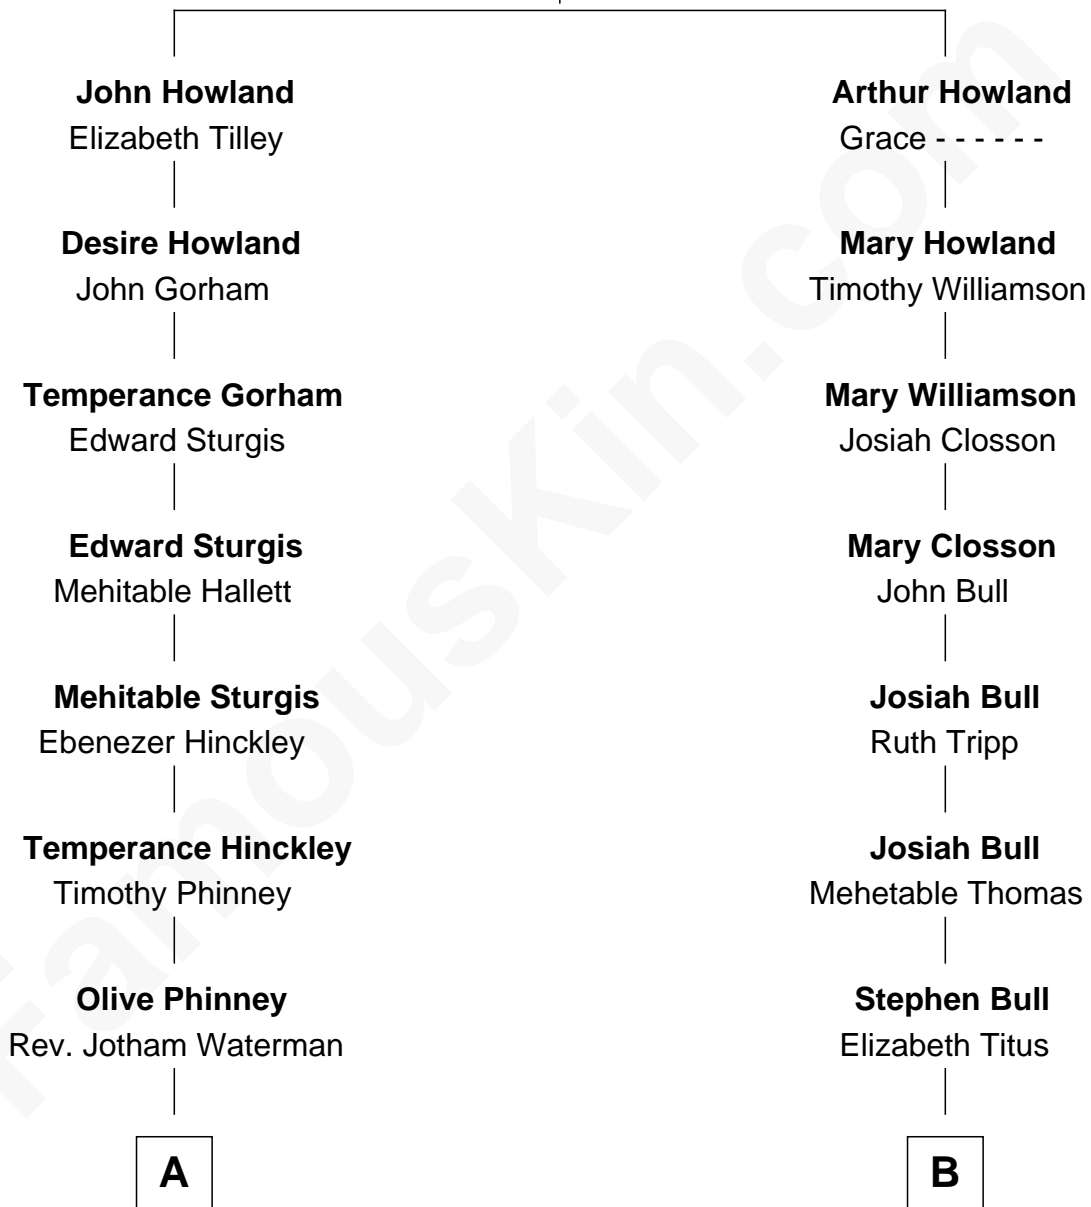 John Howland
Elizabeth Tilley
Arthur Howland
Grace - - - - - -
Desire Howland
John Gorham
Mary Howland
Timothy Williamson
Temperance Gorham
Edward Sturgis
Mary Williamson
Josiah Closson
Edward Sturgis
Mehitable Hallett
Mary Closson
John Bull
Mehitable Sturgis
Ebenezer Hinckley
Josiah Bull
Ruth Tripp
Temperance Hinckley
Timothy Phinney
Josiah Bull
Mehetable Thomas
Olive Phinney
Rev. Jotham Waterman
Stephen Bull
Elizabeth Titus
A
B
FamousKin.com